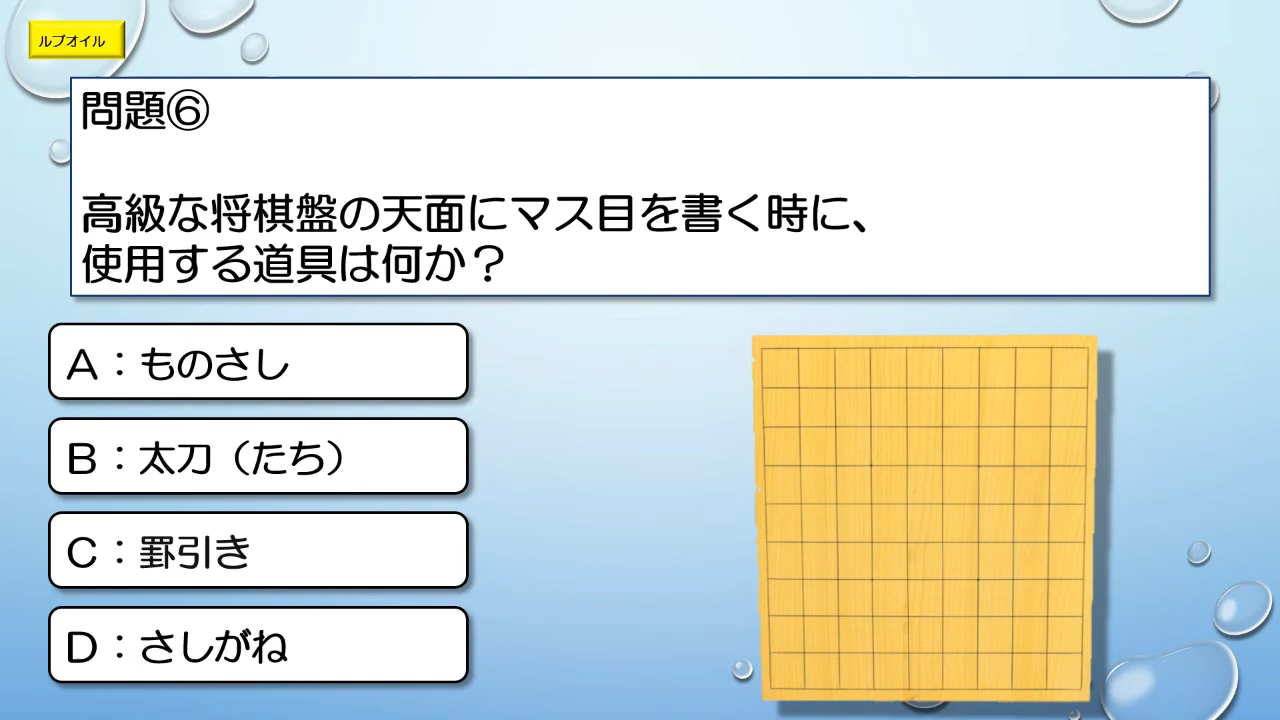 ルブオイル
問題⑥
高級な将棋盤の天面にマス目を書く時に、
使用する道具は何か？
Ａ：ものさし
Ｂ：太刀（たち）
Ｃ：罫引き
Ｄ：さしがね